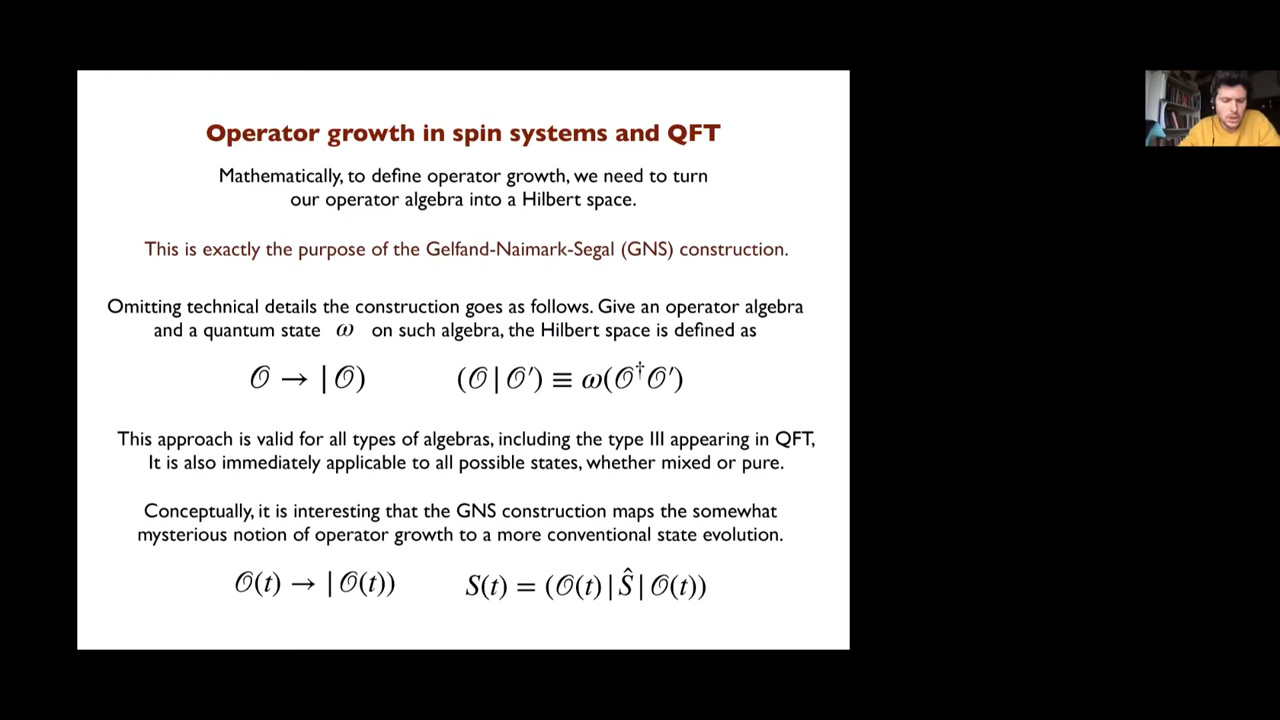 Operator growth in spin systems and QFT
Mathematically, to define operator growth, we need to turn
our operator algebra into a Hilbert space.
This is exactly the purpose of the Gelfand-Naimark-Segal (GNS) construction.
Omitting technical details the construction goes as follows. Give an operator algebra
and a quantum state ω on such algebra, the Hilbert space is defined as
𝒪 → |𝒪) (𝒪|𝒪′) ≡ ω(𝒪†𝒪′)
This approach is valid for all types of algebras, including the type III appearing in QFT,
It is also immediately applicable to all possible states, whether mixed or pure.
Conceptually, it is interesting that the GNS construction maps the somewhat
mysterious notion of operator growth to a more conventional state evolution.
𝒪(t) → |𝒪(t)) S(t) = (𝒪(t)|Ŝ|𝒪(t))